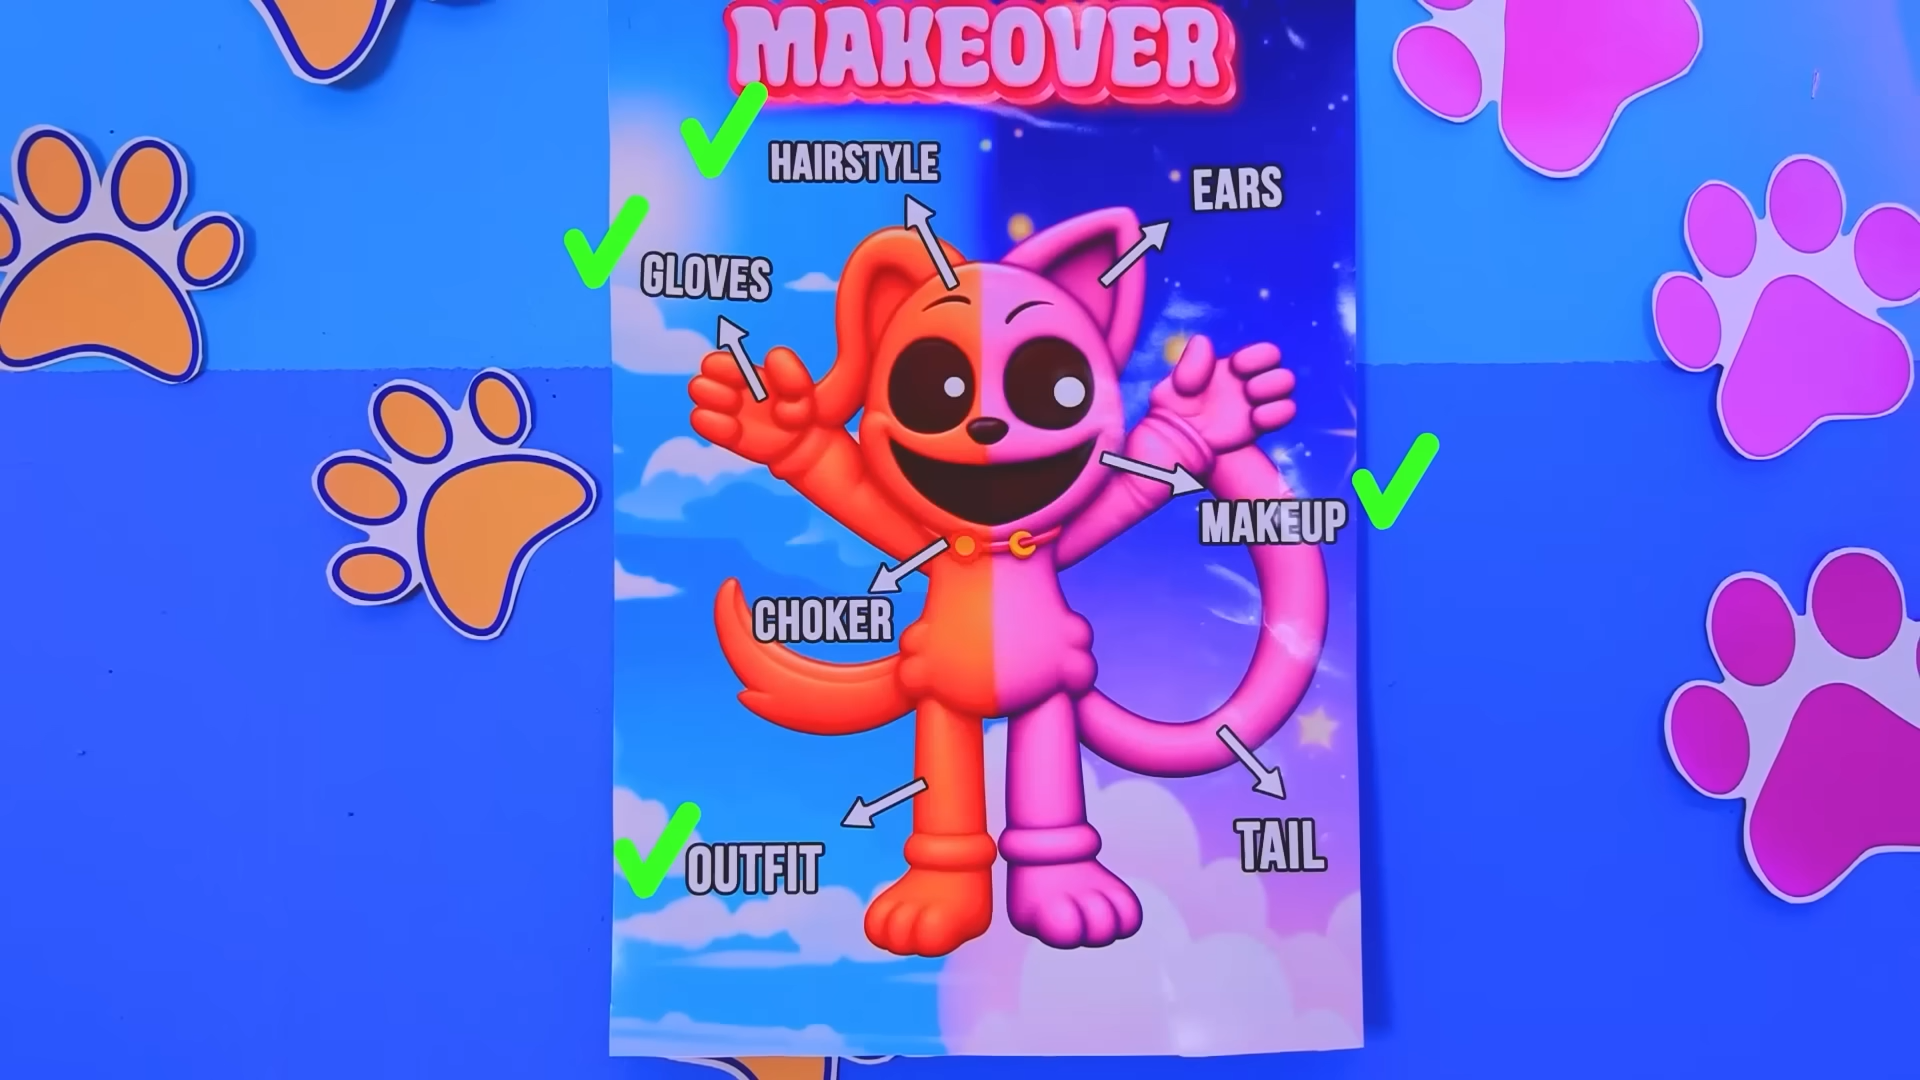 MAKEOVER
HAIRSTYLE
EARS
GLOVES
MAKEUP
CHOKER
OUTFIT
TAIL